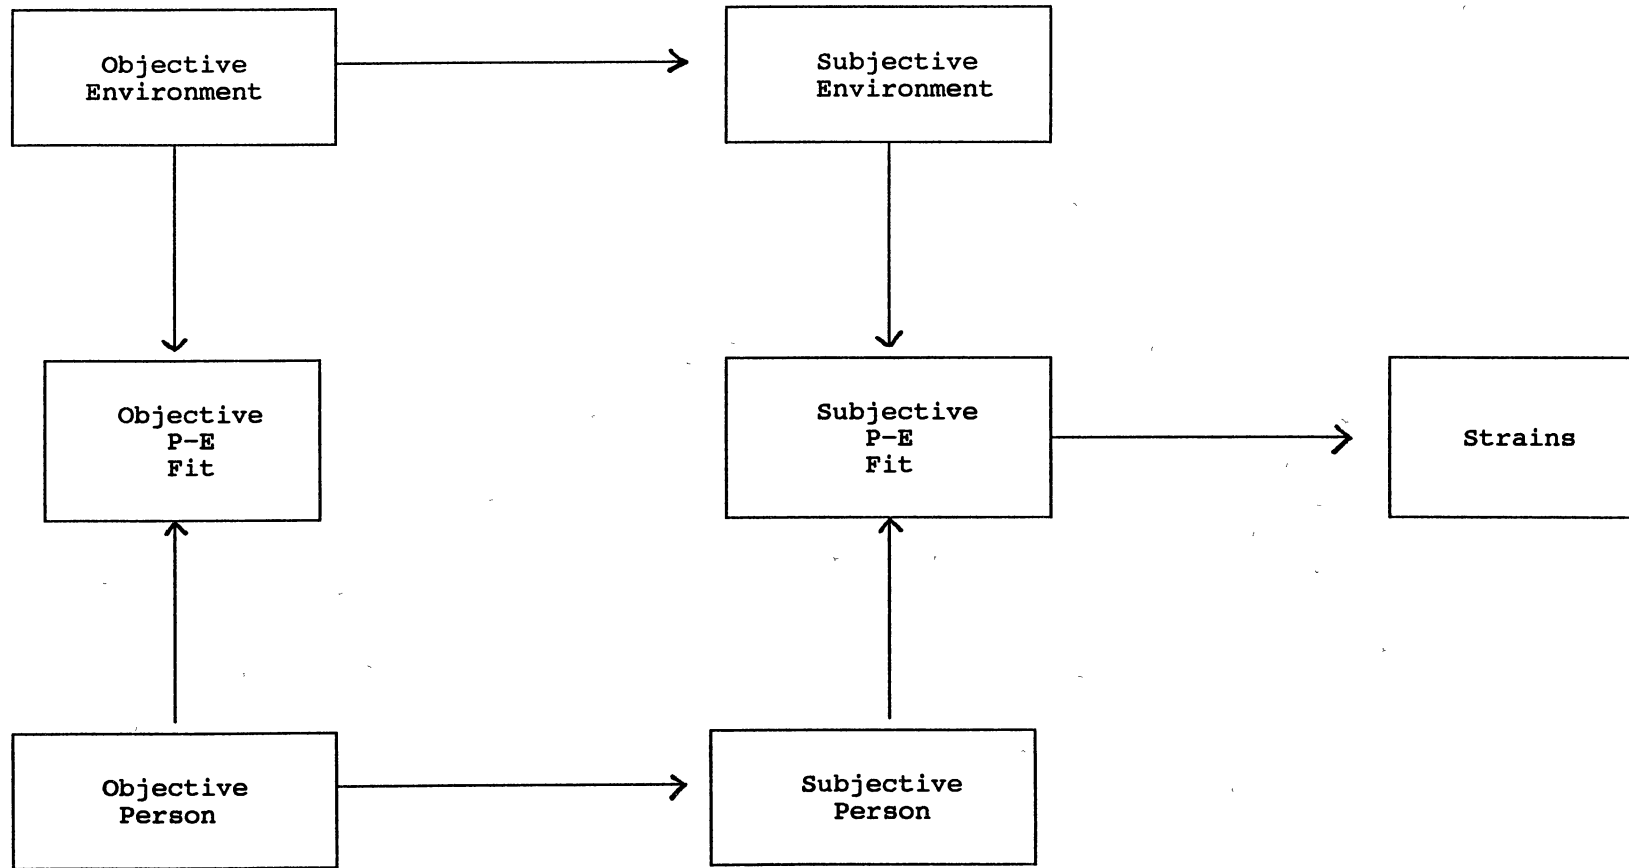 Objective
Environment
Subjective
Environment
Objective
P-E
Fit
Subjective
P-E
Fit
Strains
Objective
Person
Subjective
Person